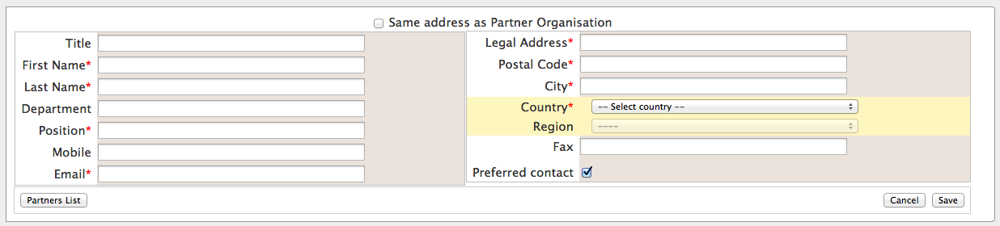 Same address as Partner Organisation
Title
First Name*
Last Name*
Department
Position*
Mobile
Email*
Legal Address*
Postal Code*
City*
Country* -- Select country --
Region ----
Fax
Preferred contact
Partners List Cancel Save